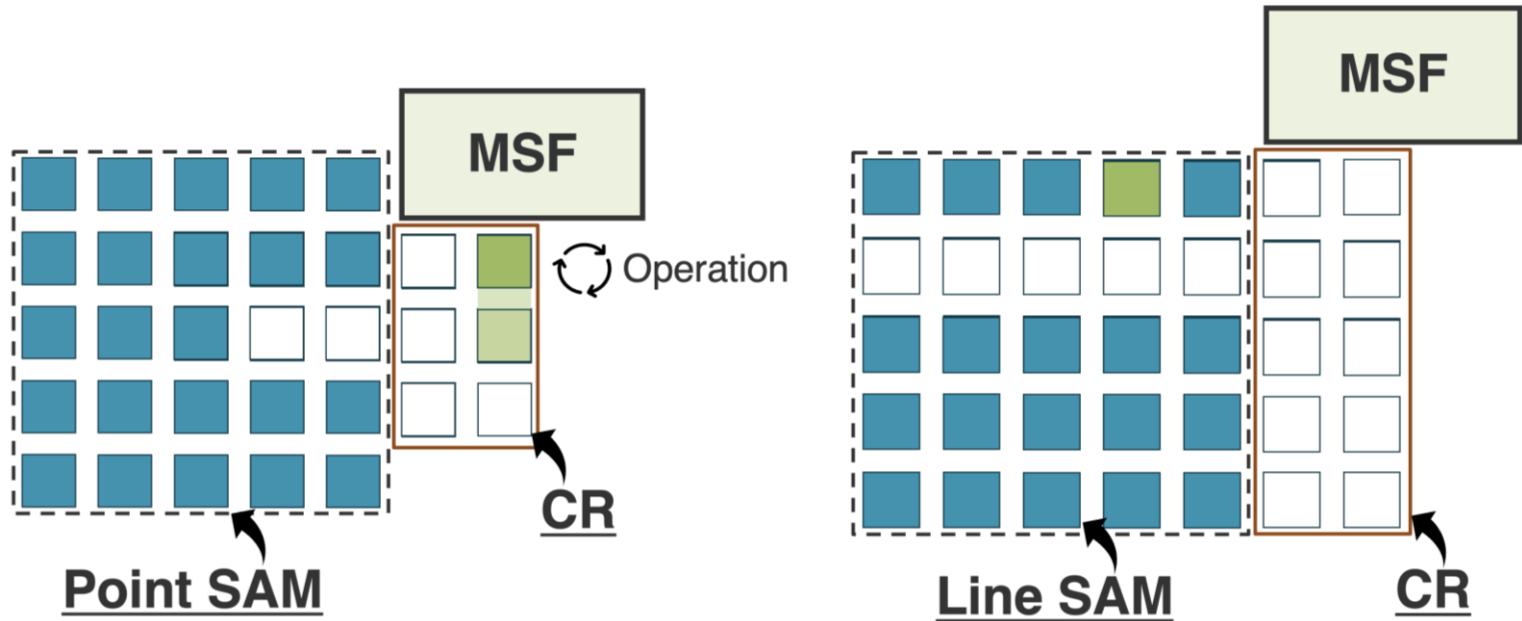 MSF
Operation
CR
Point SAM
MSF
Line SAM
CR